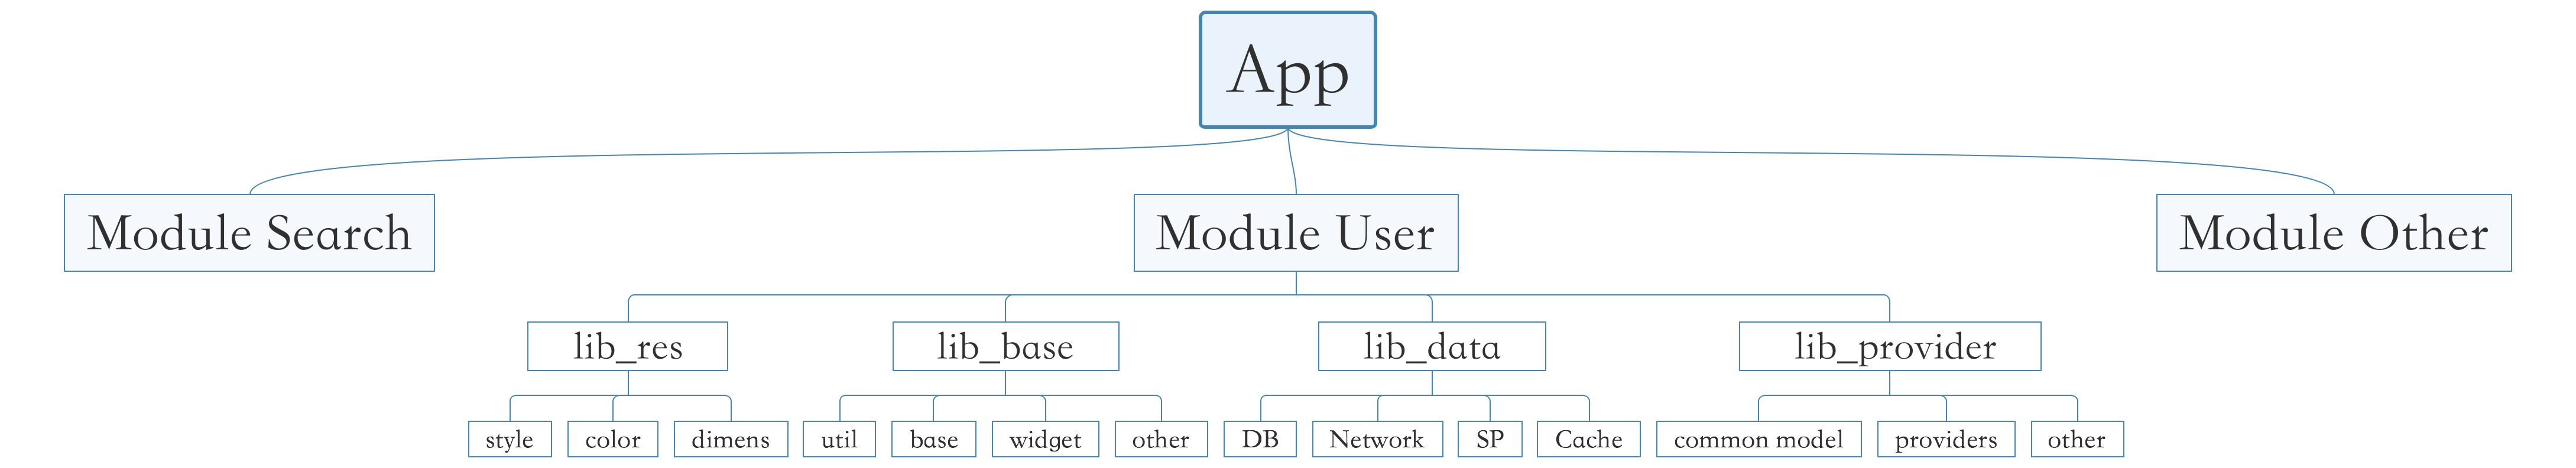 App
Module Search
Module User
Module Other
lib_res
lib_base
lib_data
lib_provider
style
color
dimens
util
base
widget
other
DB
Network
SP
Cache
common model
providers
other